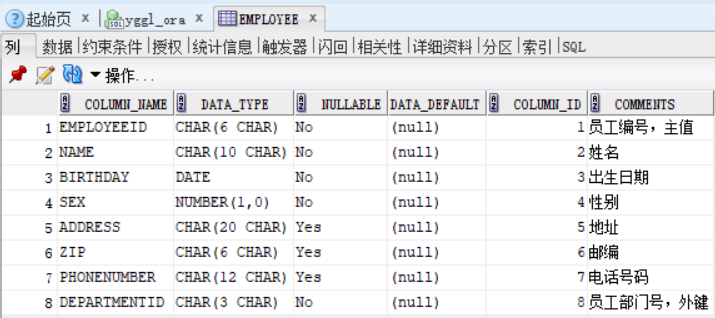 起始页 x yggl_ora x EMPLOYEE x
列 数据 |约束条件 |授权 |统计信息 |触发器 |闪回 |相关性 |详细资料 |分区 |索引 |SQL
操作...
COLUMN_NAME DATA_TYPE NULLABLE DATA_DEFAULT COLUMN_ID COMMENTS
1 EMPLOYEEID CHAR(6 CHAR) No (null) 1 员工编号，主值
2 NAME CHAR(10 CHAR) No (null) 2 姓名
3 BIRTHDAY DATE No (null) 3 出生日期
4 SEX NUMBER(1,0) No (null) 4 性别
5 ADDRESS CHAR(20 CHAR) Yes (null) 5 地址
6 ZIP CHAR(6 CHAR) Yes (null) 6 邮编
7 PHONENUMBER CHAR(12 CHAR) Yes (null) 7 电话号码
8 DEPARTMENTID CHAR(3 CHAR) No (null) 8 员工部门号，外键